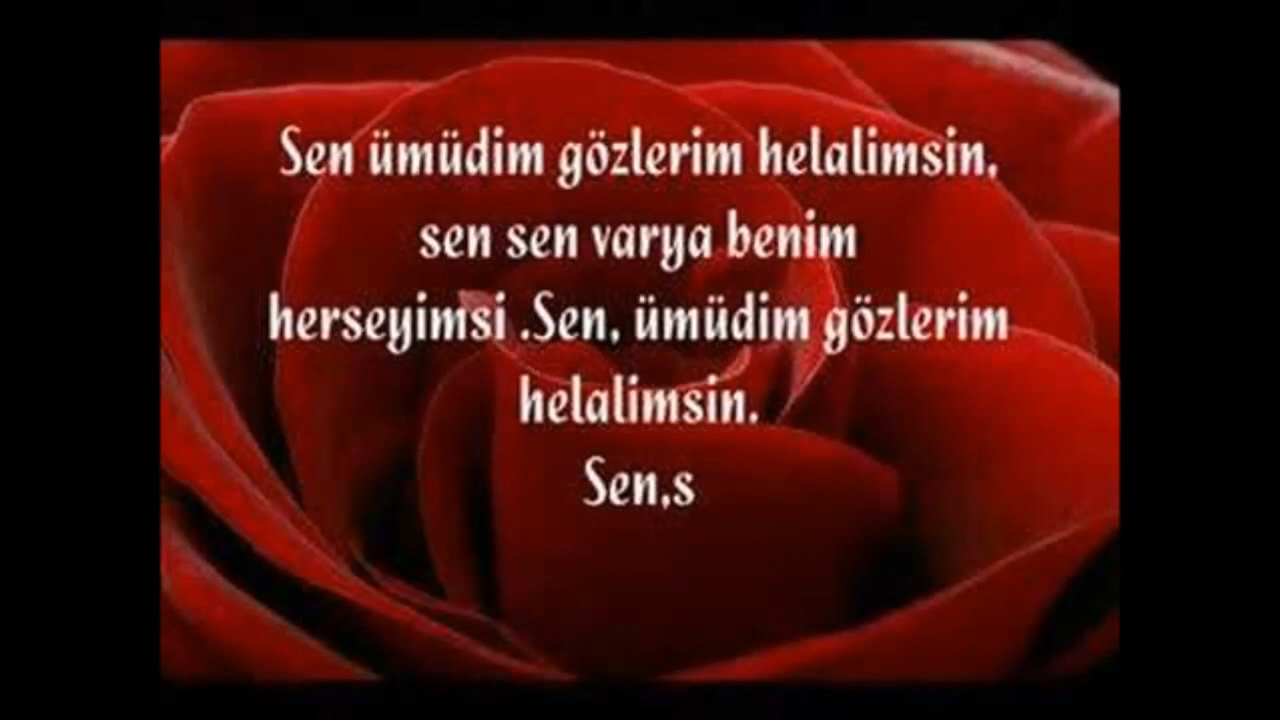 Sen ümüdim gözlerim helalimsin,
sen sen varya benim
herseyimsi .Sen, ümüdim gözlerim
helalimsin.
Sen,s